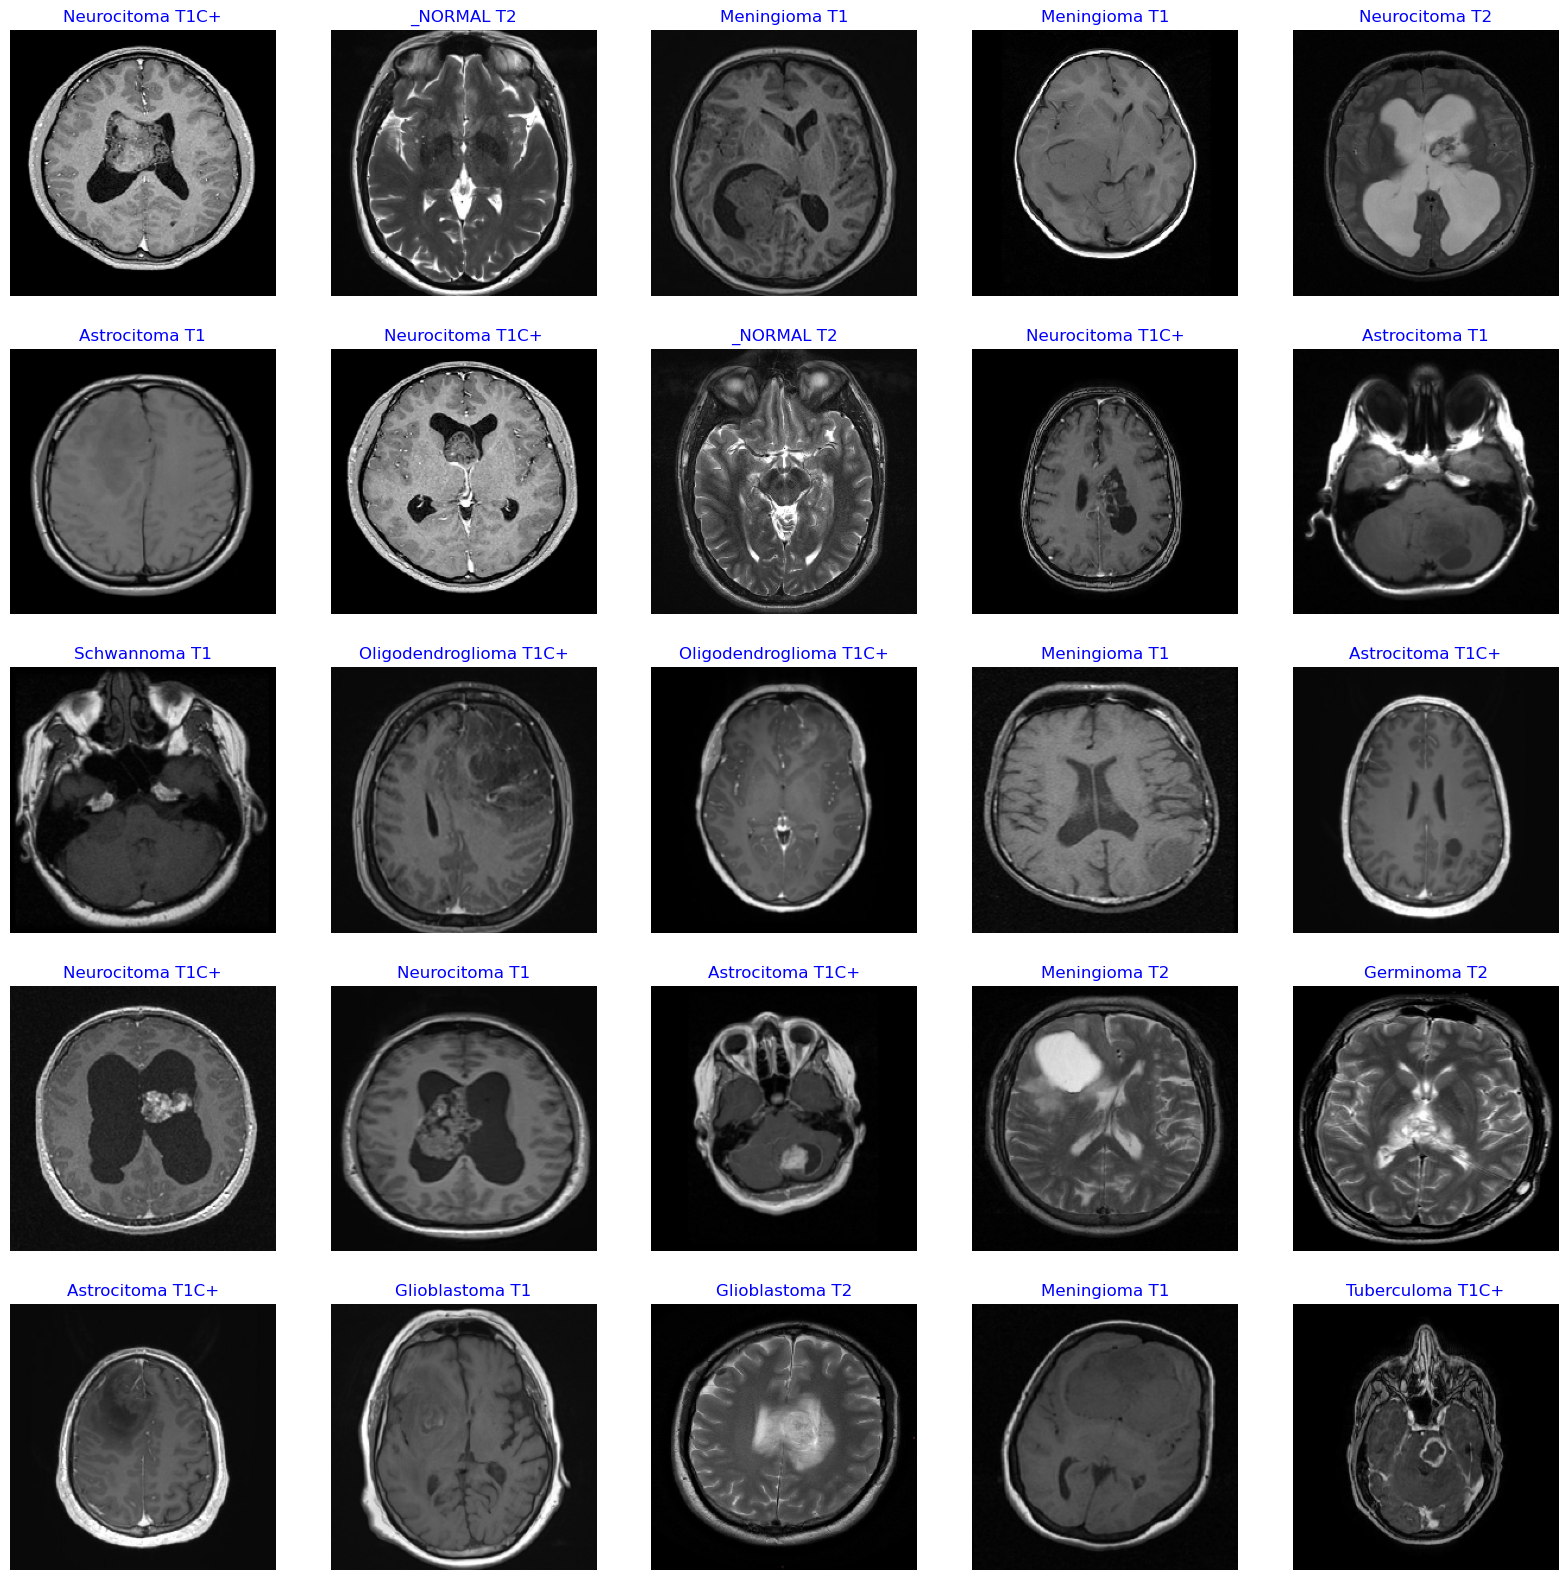 Neurocitoma T1C+
_NORMAL T2
Meningioma T1
Meningioma T1
Neurocitoma T2
Astrocitoma T1
Neurocitoma T1C+
_NORMAL T2
Neurocitoma T1C+
Astrocitoma T1
Schwannoma T1
Oligodendroglioma T1C+
Oligodendroglioma T1C+
Meningioma T1
Astrocitoma T1C+
Neurocitoma T1C+
Neurocitoma T1
Astrocitoma T1C+
Meningioma T2
Germinoma T2
Astrocitoma T1C+
Glioblastoma T1
Glioblastoma T2
Meningioma T1
Tuberculoma T1C+